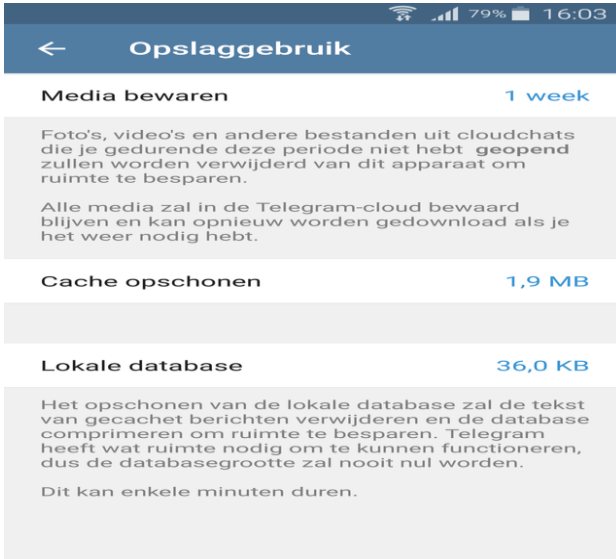 79% 16:03
Opslaggebruik
Media bewaren 1 week
Foto's, video's en andere bestanden uit cloudchats
die je gedurende deze periode niet hebt geopend
zullen worden verwijderd van dit apparaat om
ruimte te besparen.
Alle media zal in de Telegram-cloud bewaard
blijven en kan opnieuw worden gedownload als je
het weer nodig hebt.
Cache opschonen 1,9 MB
Lokale database 36,0 KB
Het opschonen van de lokale database zal de tekst
van gecachet berichten verwijderen en de database
comprimeren om ruimte te besparen. Telegram
heeft wat ruimte nodig om te kunnen functioneren,
dus de databasegrootte zal nooit nul worden.
Dit kan enkele minuten duren.